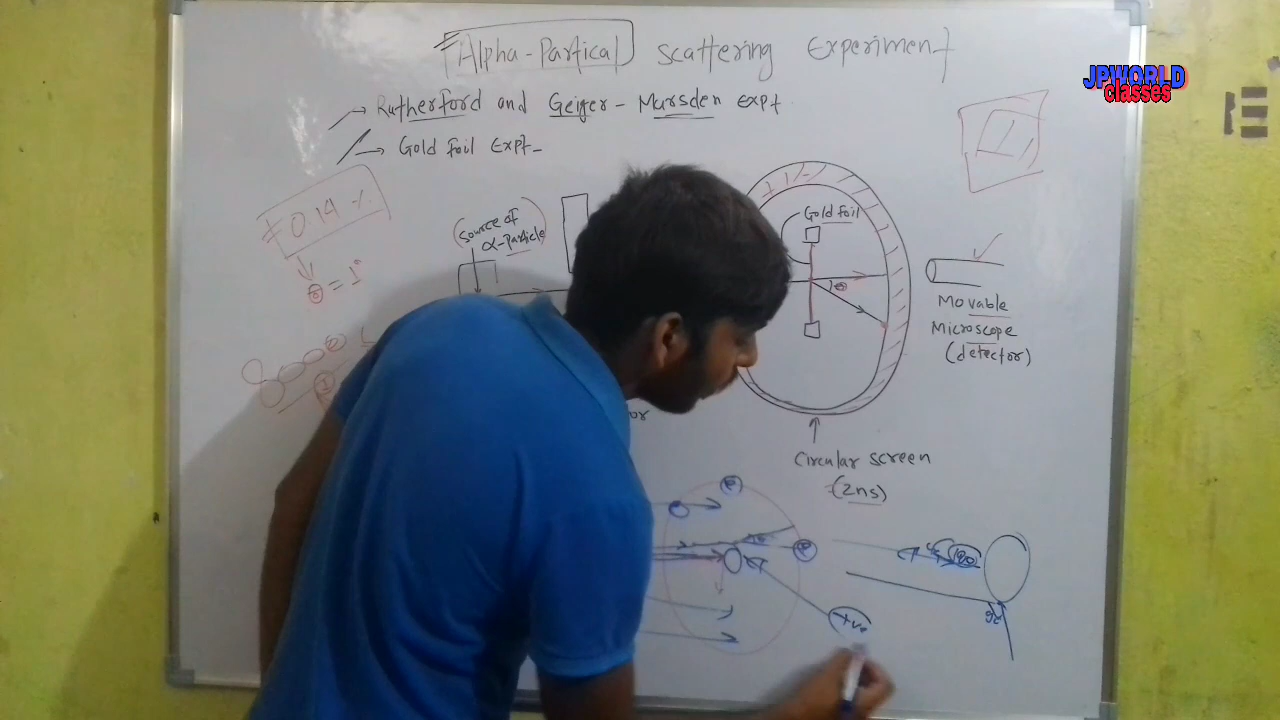 Alpha-Partical scattering Experiment
JPWORLD
classes
→ Rutherford and Geiger - Marsden expt.
→ Gold foil Expt-
0.14 %
θ = 1°
(Source of
α-Particle)
Gold foil
θ
Movable
Microscope
(detector)
or
Circular screen
(Zns)
+ve